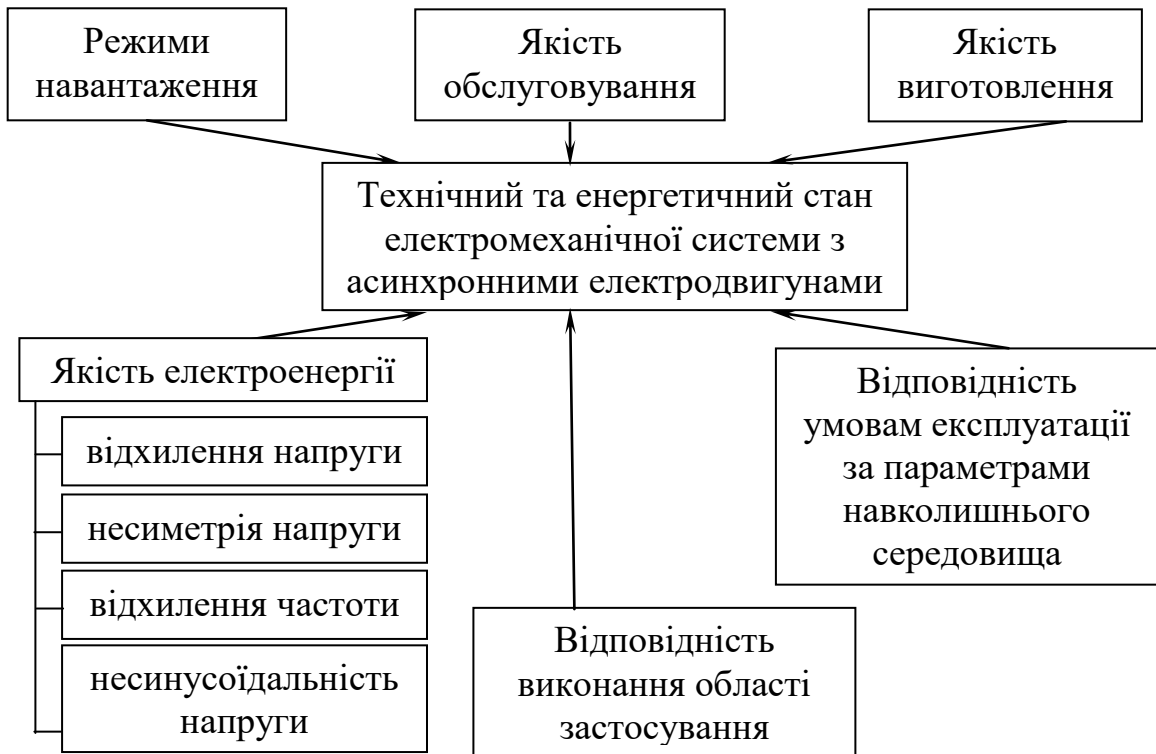 Режими
навантаження
Якість
обслуговування
Якість
виготовлення
Технічний та енергетичний стан
електромеханічної системи з
асинхронними електродвигунами
Якість електроенергії
відхилення напруги
несиметрія напруги
відхилення частоти
несинусоїдальність
напруги
Відповідність
виконання області
застосування
Відповідність
умовам експлуатації
за параметрами
навколишнього
середовища